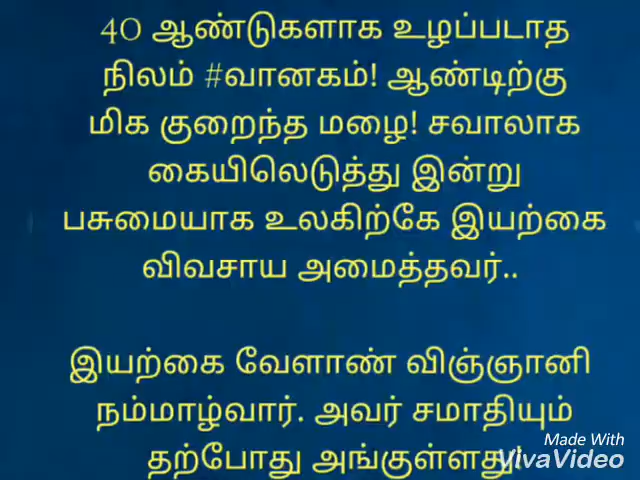 40 ஆண்டுகளாக உழப்படாத
நிலம் #வானகம்! ஆண்டிற்கு
மிக குறைந்த மழை! சவாலாக
கையிலெடுத்து இன்று
பசுமையாக உலகிற்கே இயற்கை
விவசாய அமைத்தவர்..
இயற்கை வேளாண் விஞ்ஞானி
நம்மாழ்வார். அவர் சமாதியும்
தற்போது அங்குள்ளது!
Made With
VivaVideo